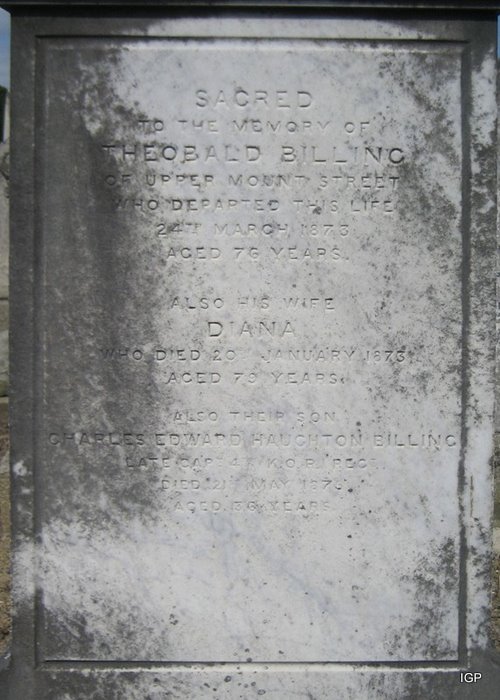 SACRED
TO THE MEMORY OF
THEOBALD BILLING
OF UPPER MOUNT STREET
WHO DEPARTED THIS LIFE
24TH MARCH 1873
AGED 76 YEARS.
ALSO HIS WIFE
DIANA
WHO DIED 20TH JANUARY 1873
AGED 79 YEARS.
ALSO THEIR SON
CHARLES EDWARD HAUGHTON BILLING
LATE CAPT 4TH K.O.R. REGT
DIED 21ST MAY
AGED 36 YEARS
IGP